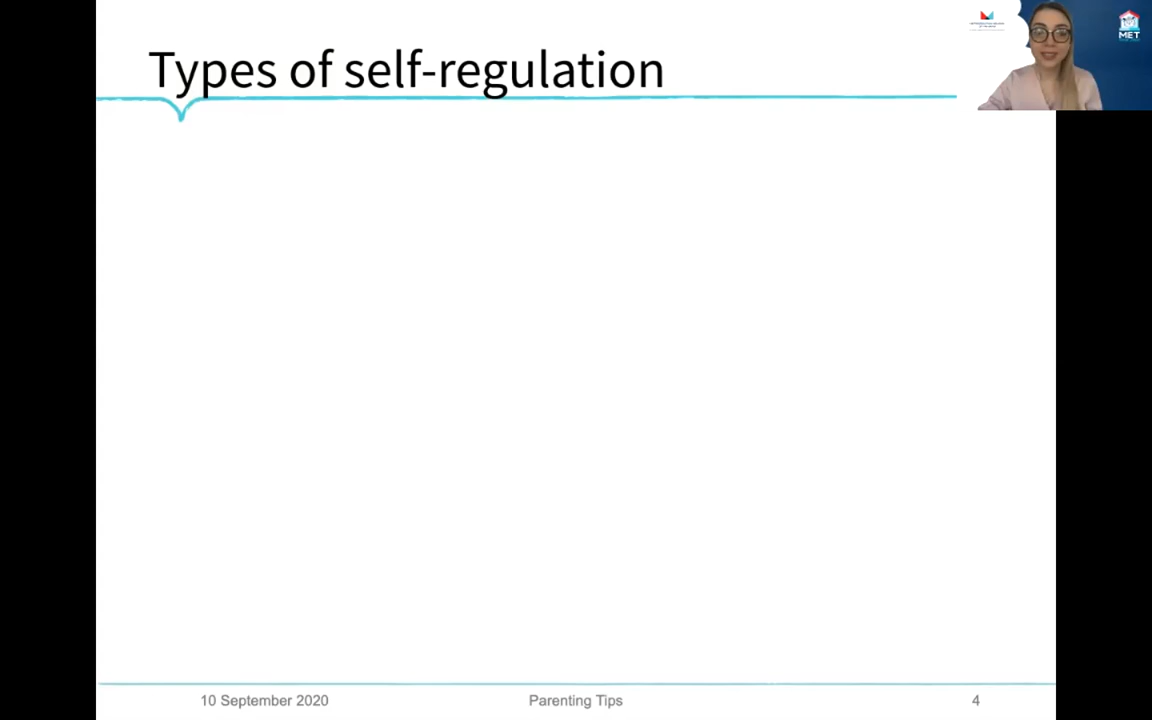 Types of self-regulation
MET
10 September 2020
Parenting Tips
4